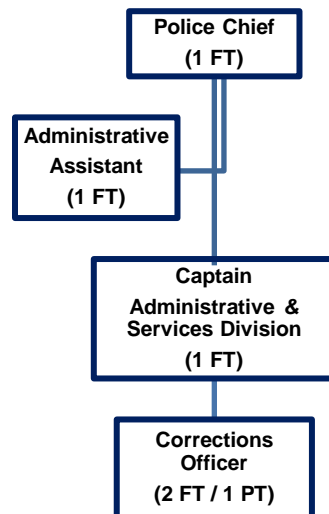 Police Chief
(1 FT)
Administrative
Assistant
(1 FT)
Captain
Administrative &
Services Division
(1 FT)
Corrections
Officer
(2 FT / 1 PT)